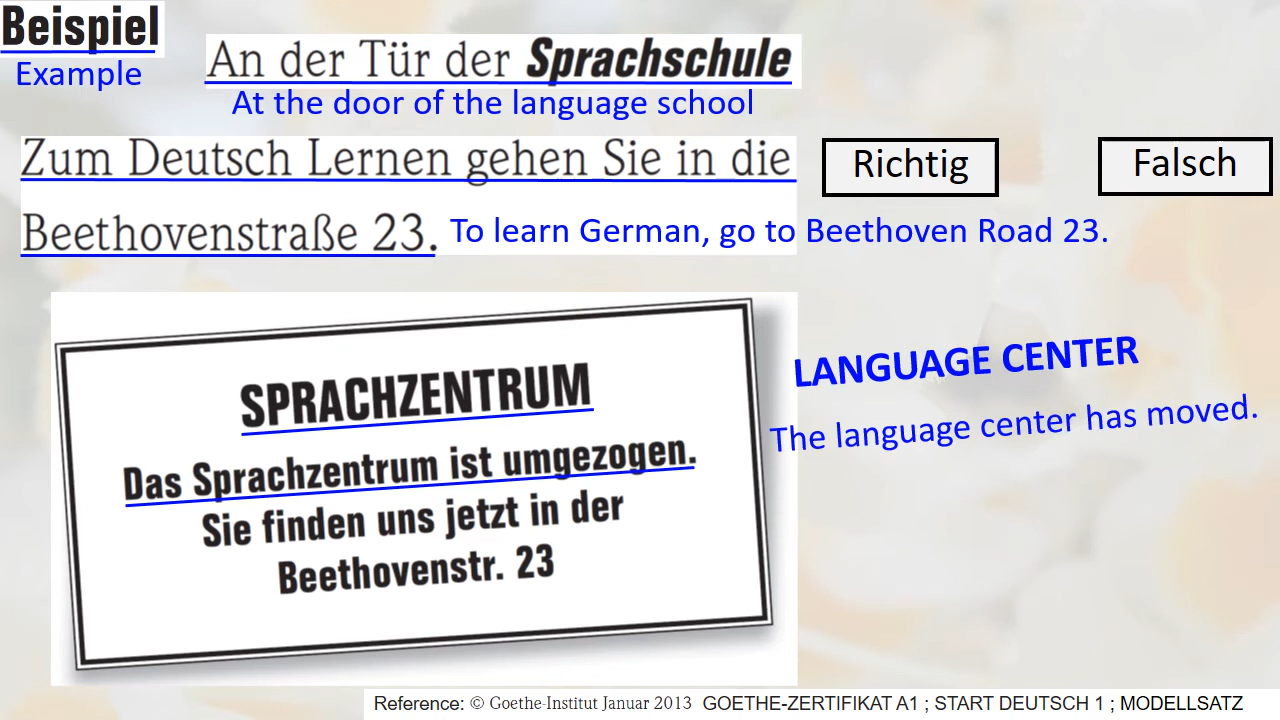 Beispiel
Example
An der Tür der Sprachschule
At the door of the language school
Zum Deutsch Lernen gehen Sie in die
Richtig
Falsch
Beethovenstraße 23.
To learn German, go to Beethoven Road 23.
SPRACHZENTRUM
LANGUAGE CENTER
Das Sprachzentrum ist umgezogen.
The language center has moved.
Sie finden uns jetzt in der
Beethovenstr. 23
Reference: © Goethe-Institut Januar 2013 GOETHE-ZERTIFIKAT A1 ; START DEUTSCH 1 ; MODELLSATZ